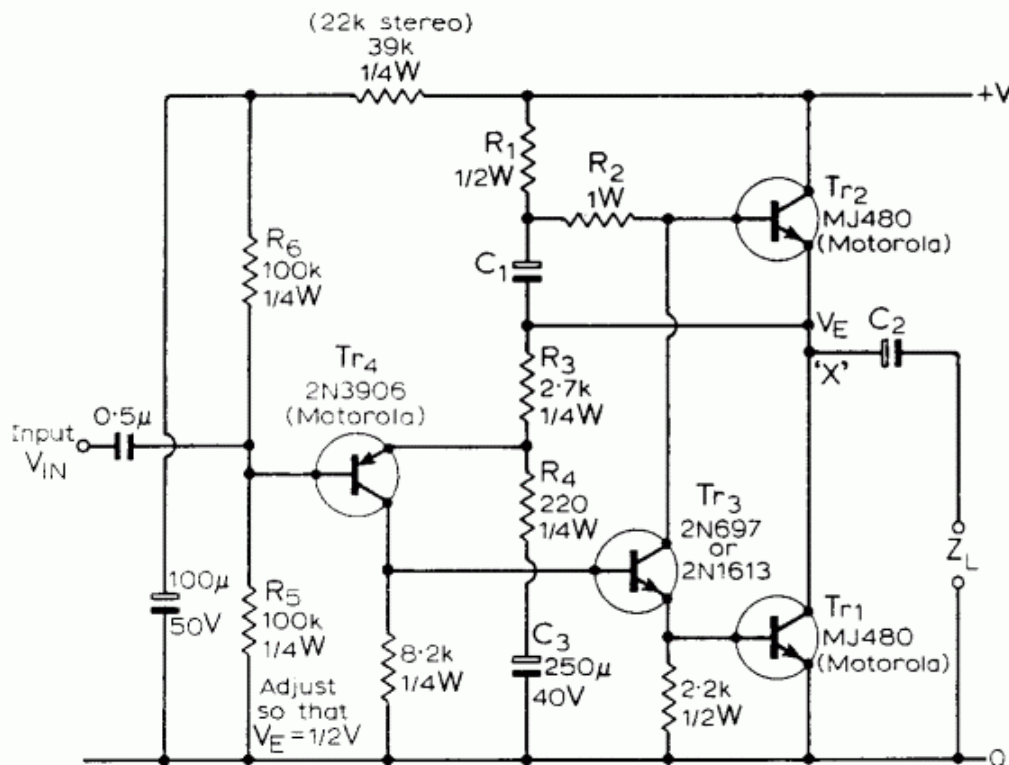 (22k stereo)
39k
1/4W
+V
R1
1/2W
R2
1W
Tr2
MJ480
(Motorola)
R6
100k
1/4W
C1
VE
C2
'X'
Tr4
2N3906
(Motorola)
R3
2·7k
1/4W
0·5µ
Input
VIN
R4
220
1/4W
Tr3
2N697
or
2N1613
ZL
100µ
50V
R5
100k
1/4W
Adjust
so that
VE=1/2V
8·2k
1/4W
C3
250µ
40V
2·2k
1/2W
Tr1
MJ480
(Motorola)
0